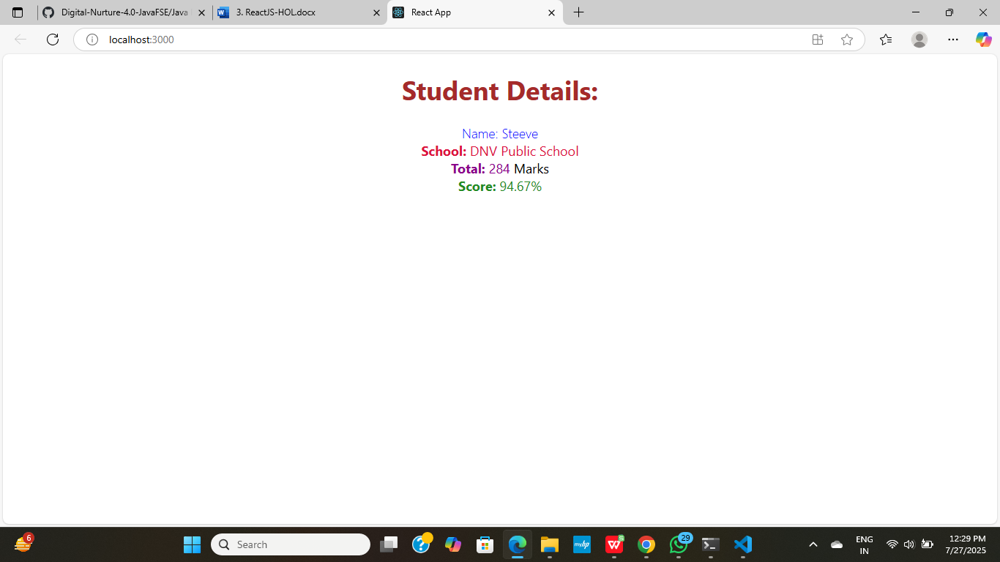 Digital-Nurture-4.0-JavaFSE/Java
3. ReactJS-HOL.docx
React App
localhost:3000
Student Details:
Name: Steeve
School: DNV Public School
Total: 284 Marks
Score: 94.67%
6
Search
myhp
29
ENG
IN
12:29 PM
7/27/2025